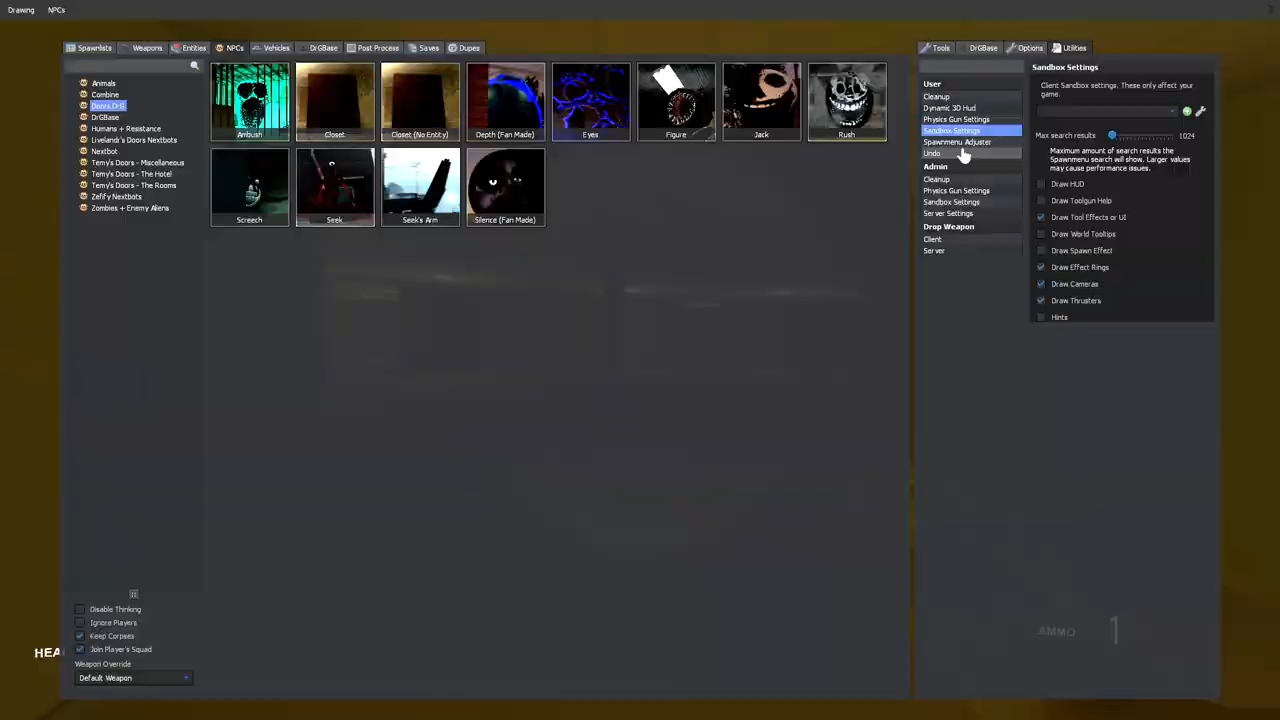 Drawing NPCs
Spawnlists Weapons Entities NPCs Vehicles DrGBase Post Process Saves Dupes
Animals
Combine
Doors DrG
DrGBase
Humans + Resistance
Livelandr's Doors Nextbots
Nextbot
Temy's Doors - Miscellaneous
Temy's Doors - The Hotel
Temy's Doors - The Rooms
Zefify Nextbots
Zombies + Enemy Aliens
Ambush Closet Closet (No Entity) Depth (Fan Made) Eyes Figure Jack Rush
Screech Seek Seek's Arm Silence (Fan Made)
Disable Thinking
Ignore Players
Keep Corpses
Join Player's Squad
Weapon Override
Default Weapon
HEA
AMMO 1
Tools DrGBase Options Utilities
User
Cleanup
Dynamic 3D Hud
Physics Gun Settings
Sandbox Settings
Spawnmenu Adjuster
Undo
Admin
Cleanup
Physics Gun Settings
Sandbox Settings
Server Settings
Drop Weapon
Client
Server
Sandbox Settings
Client Sandbox settings. These only affect your
game.
Max search results 1024
Maximum amount of search results the
Spawnmenu search will show. Larger values
may cause performance issues.
Draw HUD
Draw Toolgun Help
Draw Tool Effects or UI
Draw World Tooltips
Draw Spawn Effect
Draw Effect Rings
Draw Cameras
Draw Thrusters
Hints